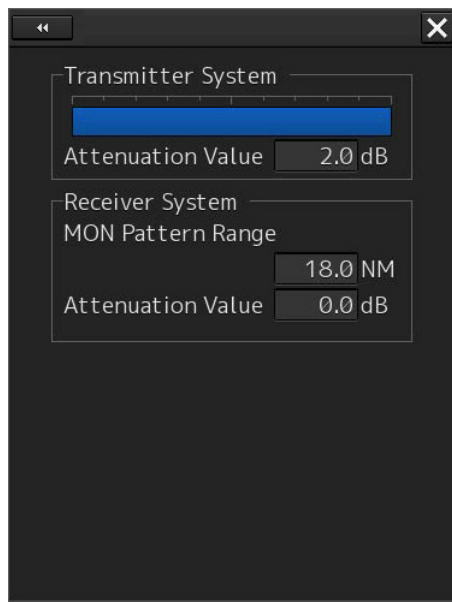 Transmitter System
Attenuation Value 2.0 dB
Receiver System
MON Pattern Range
18.0 NM
Attenuation Value 0.0 dB